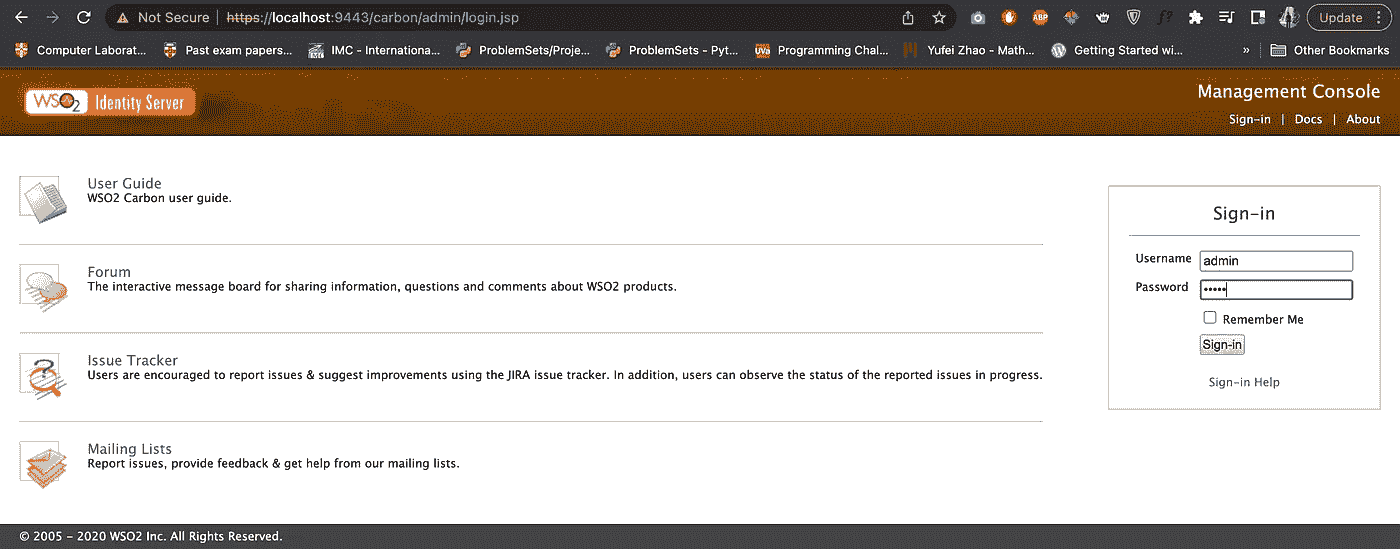 Not Secure | https://localhost:9443/carbon/admin/login.jsp
ABP
f?
Update
Computer Laborat...
Past exam papers...
IMC - Internationa...
ProblemSets/Proje...
ProblemSets - Pyt...
Programming Chal...
Yufei Zhao - Math...
Getting Started wi...
»
Other Bookmarks
WSO2 Identity Server
Management Console
Sign-in | Docs | About
User Guide
WSO2 Carbon user guide.
Forum
The interactive message board for sharing information, questions and comments about WSO2 products.
Issue Tracker
Users are encouraged to report issues & suggest improvements using the JIRA issue tracker. In addition, users can observe the status of the reported issues in progress.
Mailing Lists
Report issues, provide feedback & get help from our mailing lists.
Sign-in
Username admin
Password •••••
Remember Me
Sign-in
Sign-in Help
© 2005 - 2020 WSO2 Inc. All Rights Reserved.